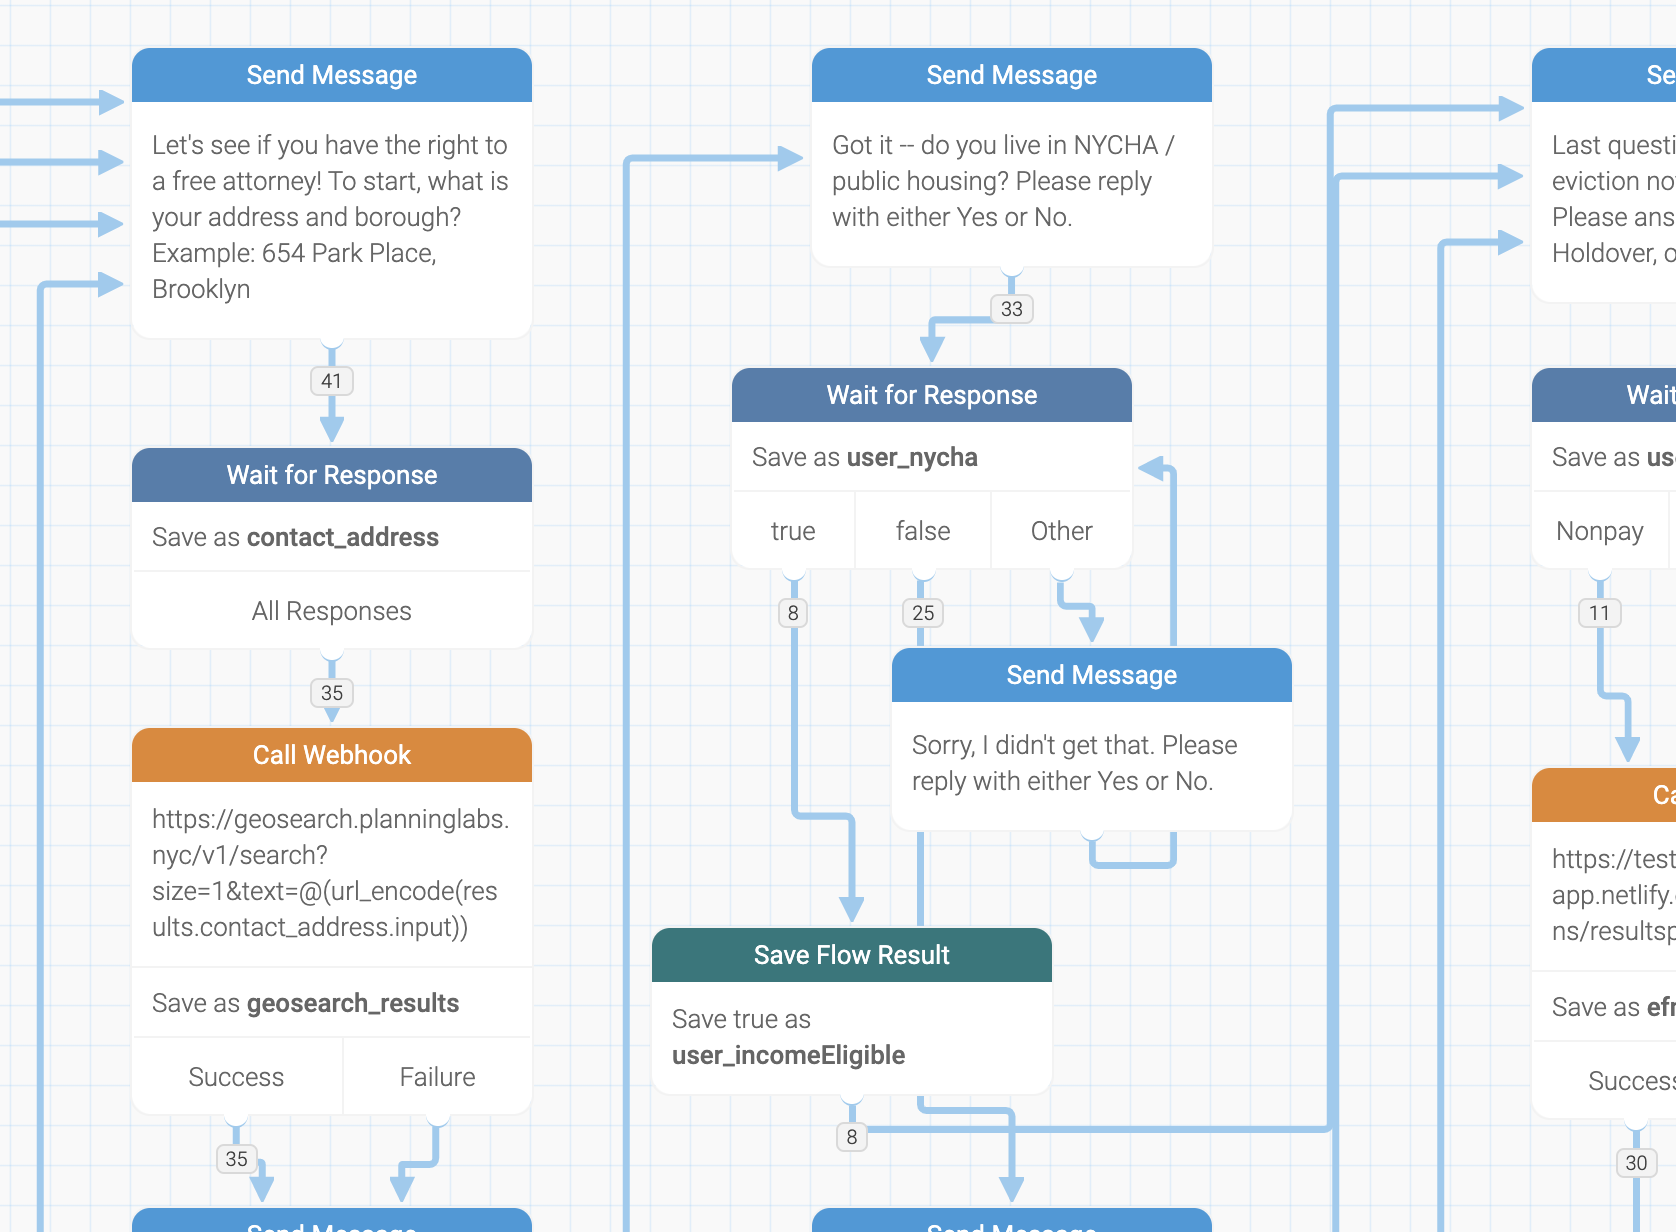 Send Message
Let's see if you have the right to
a free attorney! To start, what is
your address and borough?
Example: 654 Park Place,
Brooklyn
41
Wait for Response
Save as contact_address
All Responses
35
Call Webhook
https://geosearch.planninglabs.
nyc/v1/search?
size=1&text=@(url_encode(res
ults.contact_address.input))
Save as geosearch_results
Success
Failure
35
Send Message
Send Message
Got it -- do you live in NYCHA /
public housing? Please reply
with either Yes or No.
33
Wait for Response
Save as user_nycha
true
false
Other
8
25
Send Message
Sorry, I didn't get that. Please
reply with either Yes or No.
Save Flow Result
Save true as
user_incomeEligible
8
Send Message
Se
Last questi
eviction no
Please ans
Holdover, o
Wait
Save as us
Nonpay
11
Ca
https://test
app.netlify.
ns/resultsp
Save as efr
Success
30